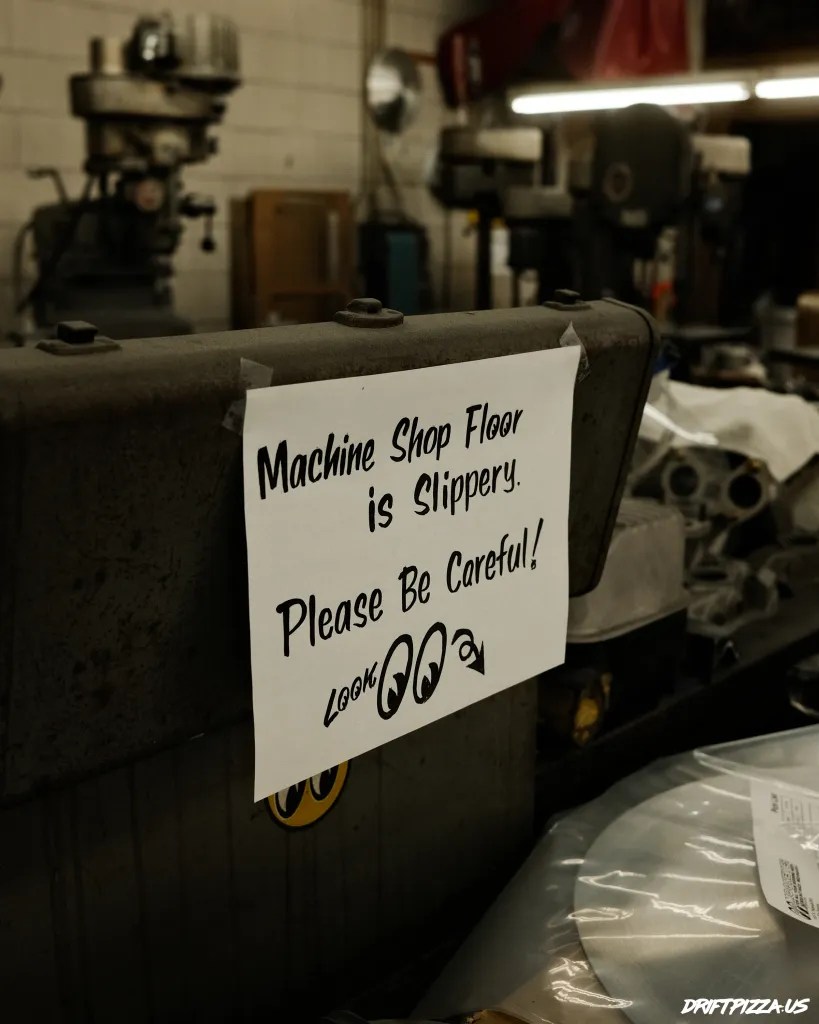 Machine Shop Floor
is Slippery.
Please Be Careful!
LOOK
DRIFTPIZZA.US